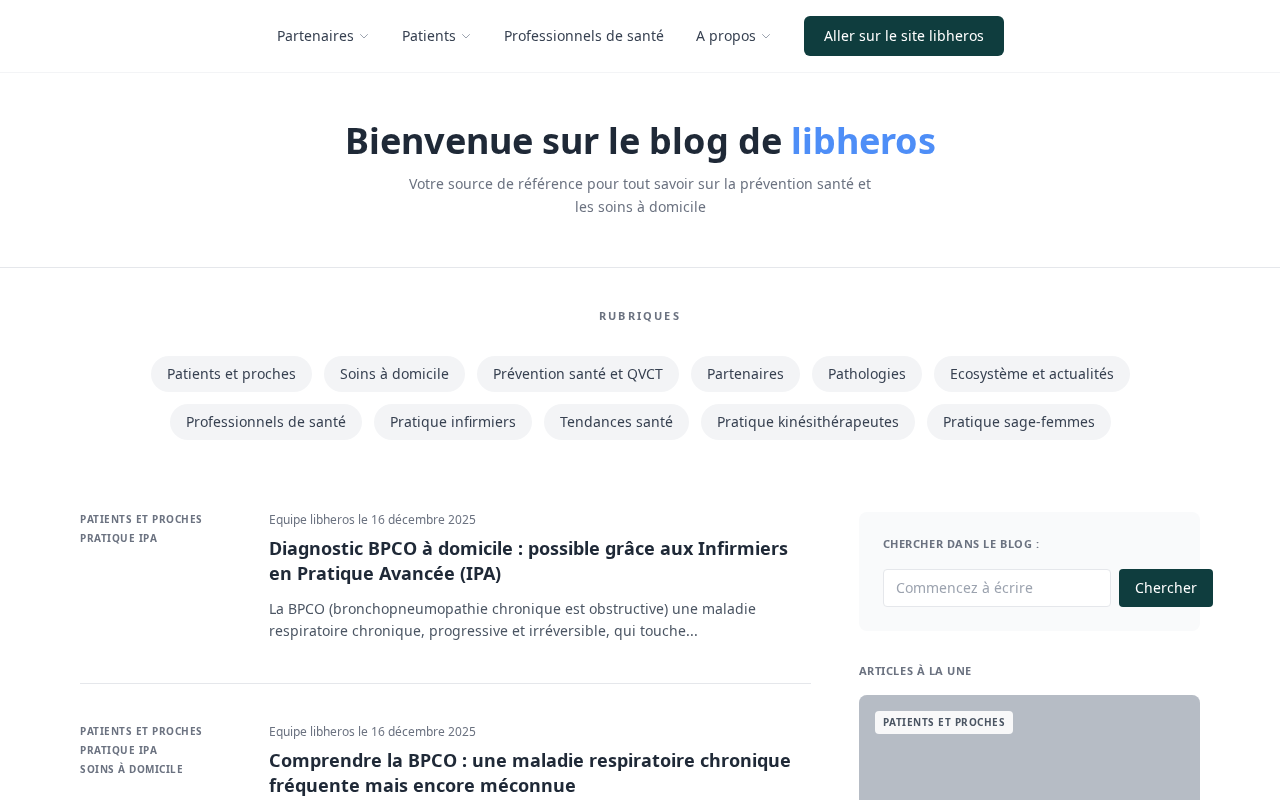 Partenaires
Patients
Professionnels de santé
A propos
Aller sur le site libheros
Bienvenue sur le blog de libheros
Votre source de référence pour tout savoir sur la prévention santé et
les soins à domicile
RUBRIQUES
Patients et proches
Soins à domicile
Prévention santé et QVCT
Partenaires
Pathologies
Ecosystème et actualités
Professionnels de santé
Pratique infirmiers
Tendances santé
Pratique kinésithérapeutes
Pratique sage-femmes
PATIENTS ET PROCHES
PRATIQUE IPA
Equipe libheros le 16 décembre 2025
Diagnostic BPCO à domicile : possible grâce aux Infirmiers
en Pratique Avancée (IPA)
La BPCO (bronchopneumopathie chronique est obstructive) une maladie
respiratoire chronique, progressive et irréversible, qui touche...
PATIENTS ET PROCHES
PRATIQUE IPA
SOINS À DOMICILE
Equipe libheros le 16 décembre 2025
Comprendre la BPCO : une maladie respiratoire chronique
fréquente mais encore méconnue
CHERCHER DANS LE BLOG :
Commencez à écrire
Chercher
ARTICLES À LA UNE
PATIENTS ET PROCHES